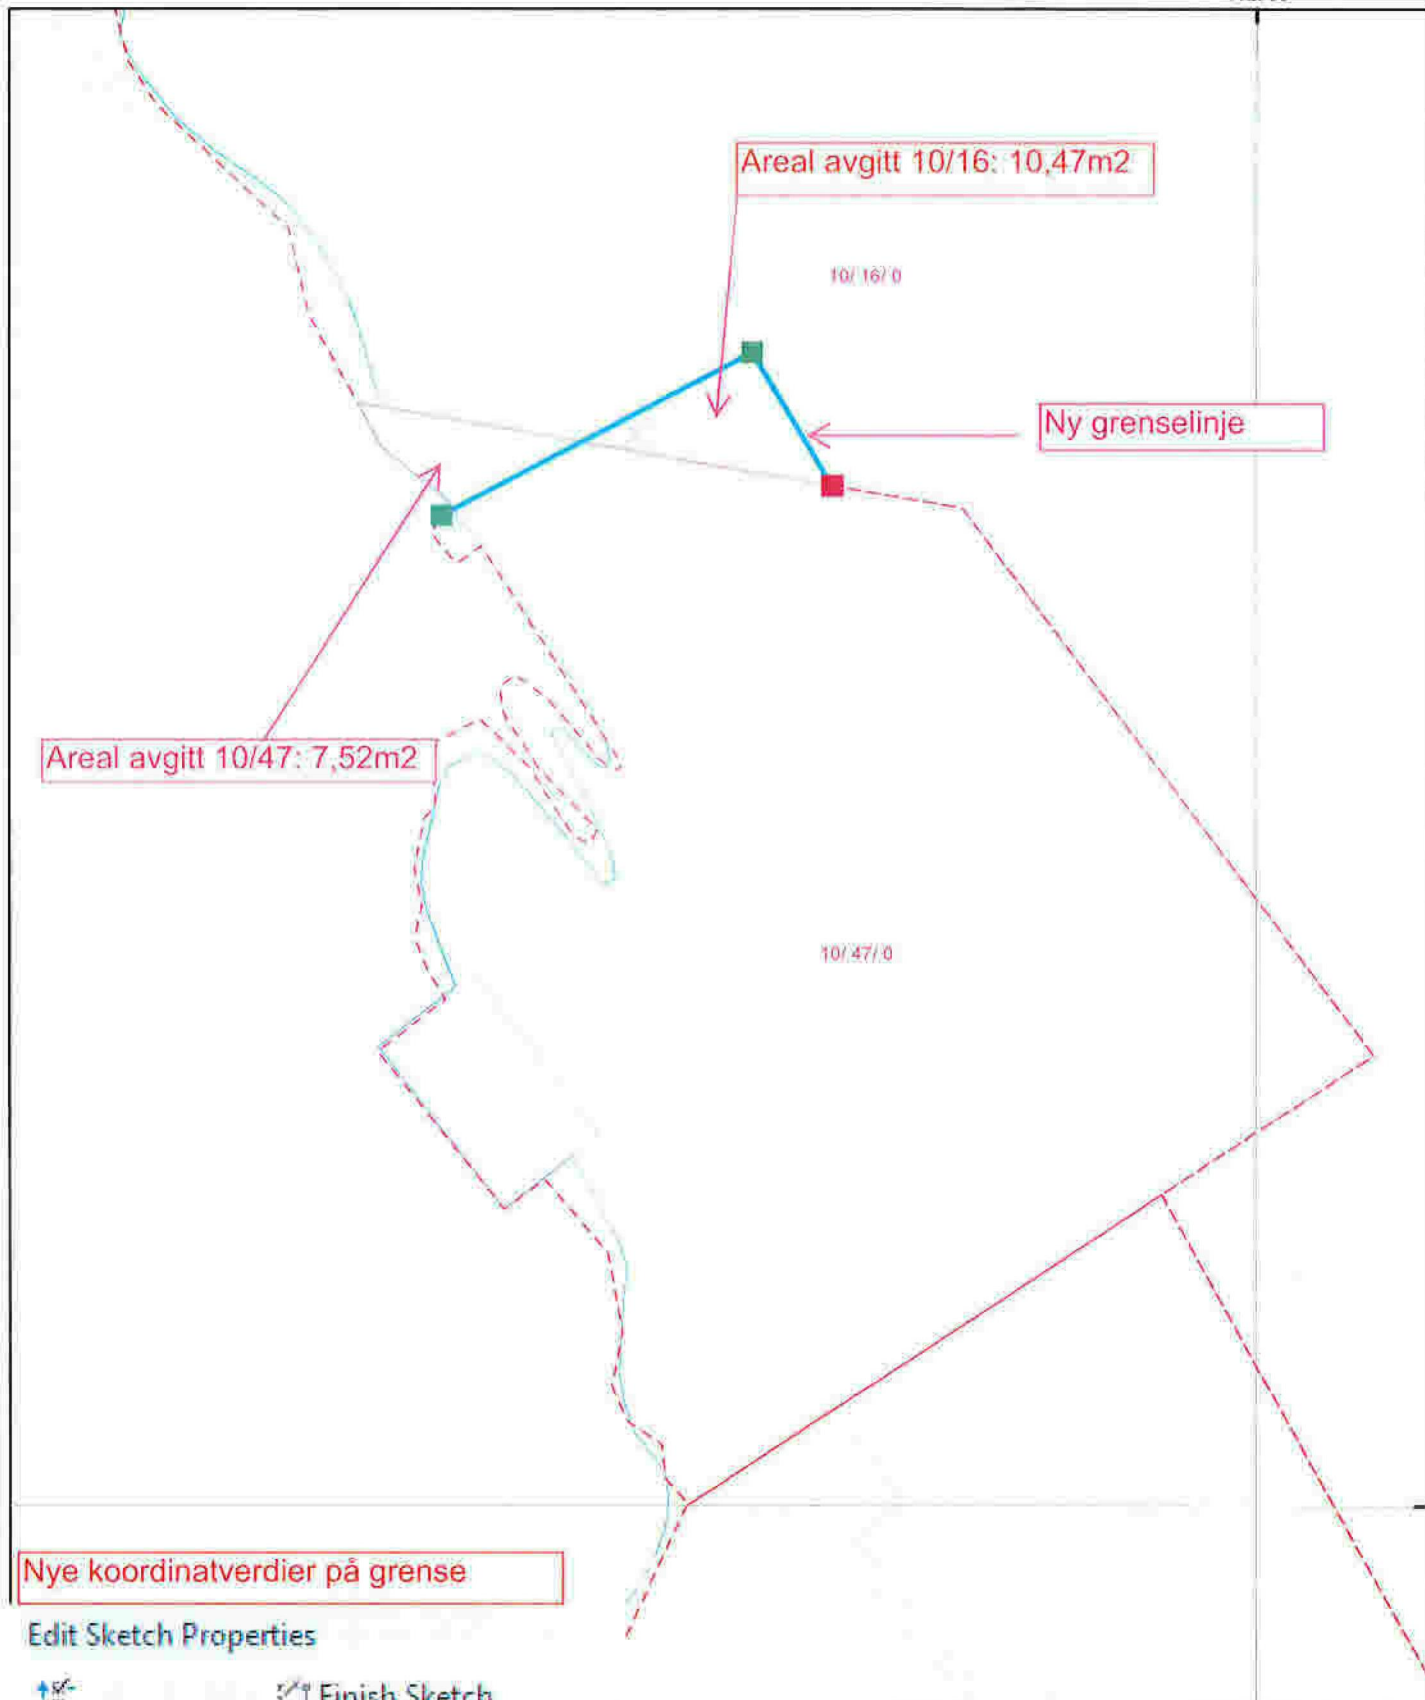 Areal avgitt 10/16: 10,47m2
10/ 16/ 0
Ny grenselinje
Areal avgitt 10/47: 7,52m2
10/ 47/ 0
Nye koordinatverdier på grense
Edit Sketch Properties
Finish Sketch